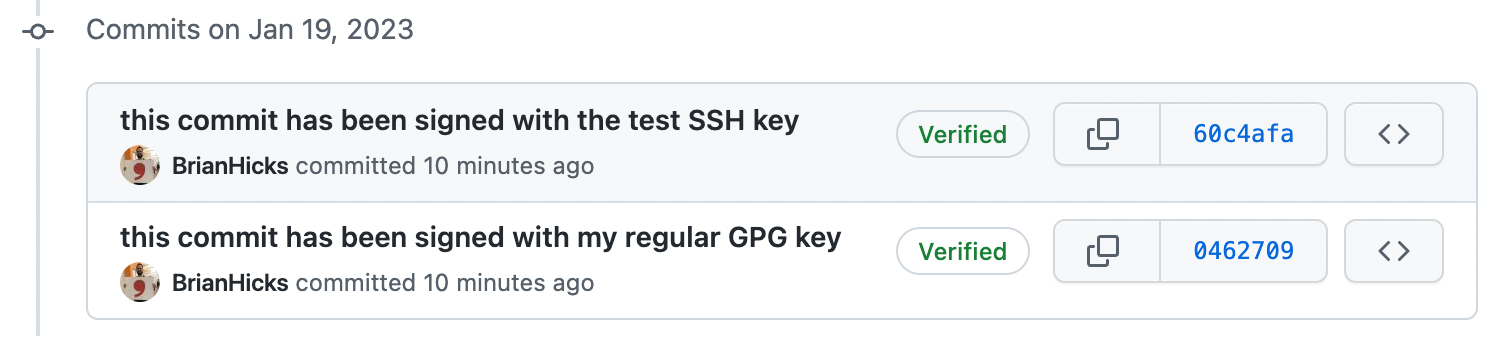 Commits on Jan 19, 2023
this commit has been signed with the test SSH key
Verified
60c4afa
BrianHicks committed 10 minutes ago
this commit has been signed with my regular GPG key
Verified
0462709
BrianHicks committed 10 minutes ago